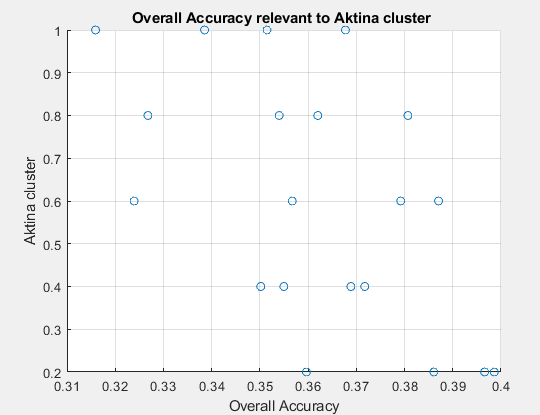 Overall Accuracy relevant to Aktina cluster
1
0.9
0.8
0.7
0.6
0.5
0.4
0.3
0.2
Aktina cluster
0.31 0.32 0.33 0.34 0.35 0.36 0.37 0.38 0.39 0.4
Overall Accuracy